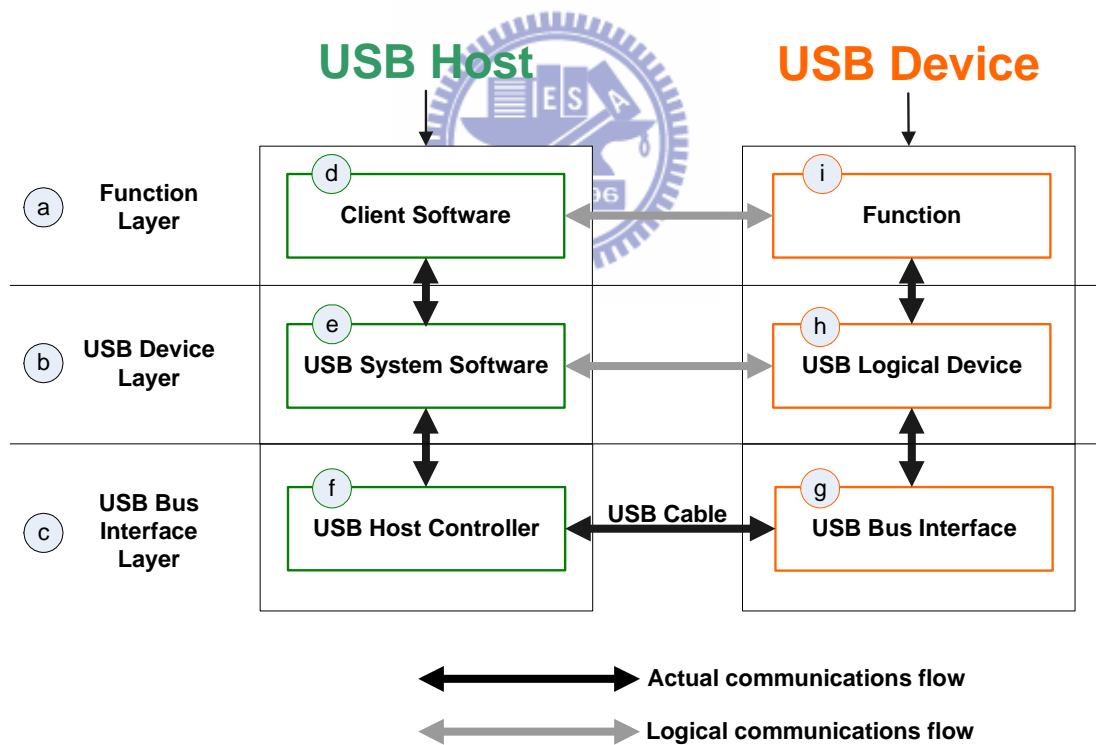 USB Host
USB Device
E S A
96
a
Function
Layer
d
Client Software
i
Function
b
USB Device
Layer
e
USB System Software
h
USB Logical Device
c
USB Bus
Interface
Layer
f
USB Host Controller
USB Cable
g
USB Bus Interface
Actual communications flow
Logical communications flow